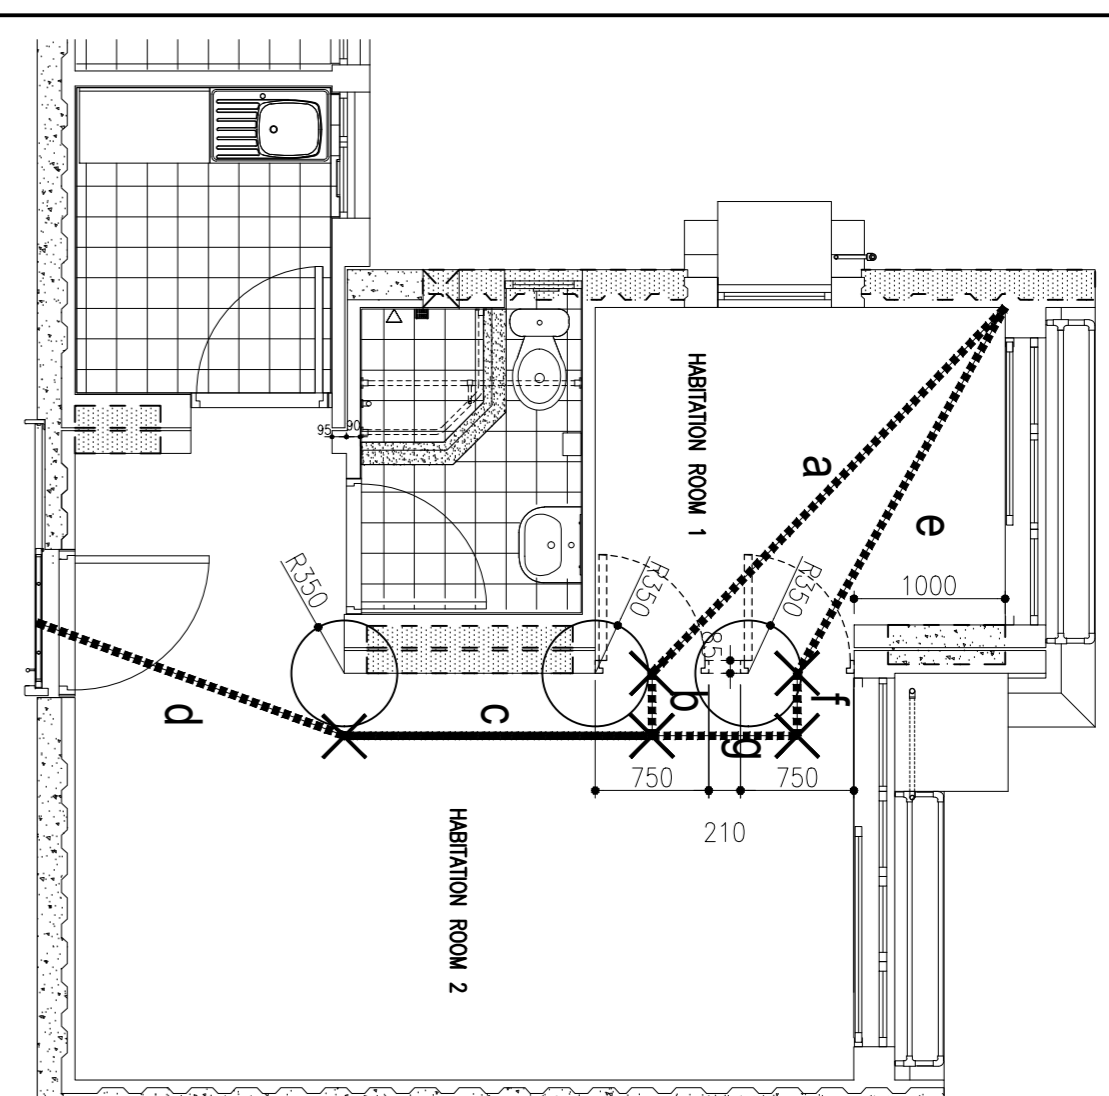 95
90
HABITATION ROOM 1
a
e
1000
R350
R350
R350
85
b
f
d
c
g
750
750
210
HABITATION ROOM 2